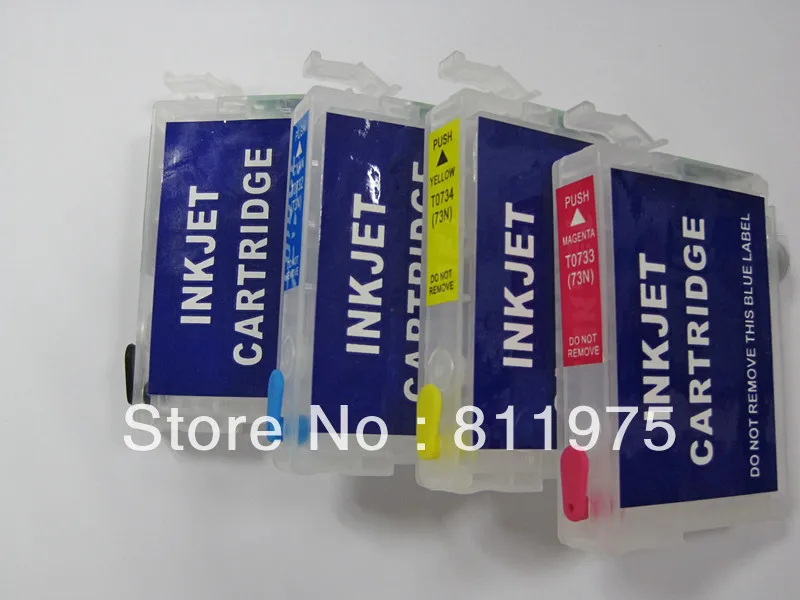 INKJET
CARTRIDGE
T0732
INKJET
CARTRIDGE
PUSH
YELLOW
T0734
(73N)
DO NOT
REMOVE
INKJET
PUSH
MAGENTA
T0733
(73N)
DO NOT
REMOVE
INKJET
CARTRIDGE
DO NOT REMOVE THIS BLUE LABEL
Store No : 811975